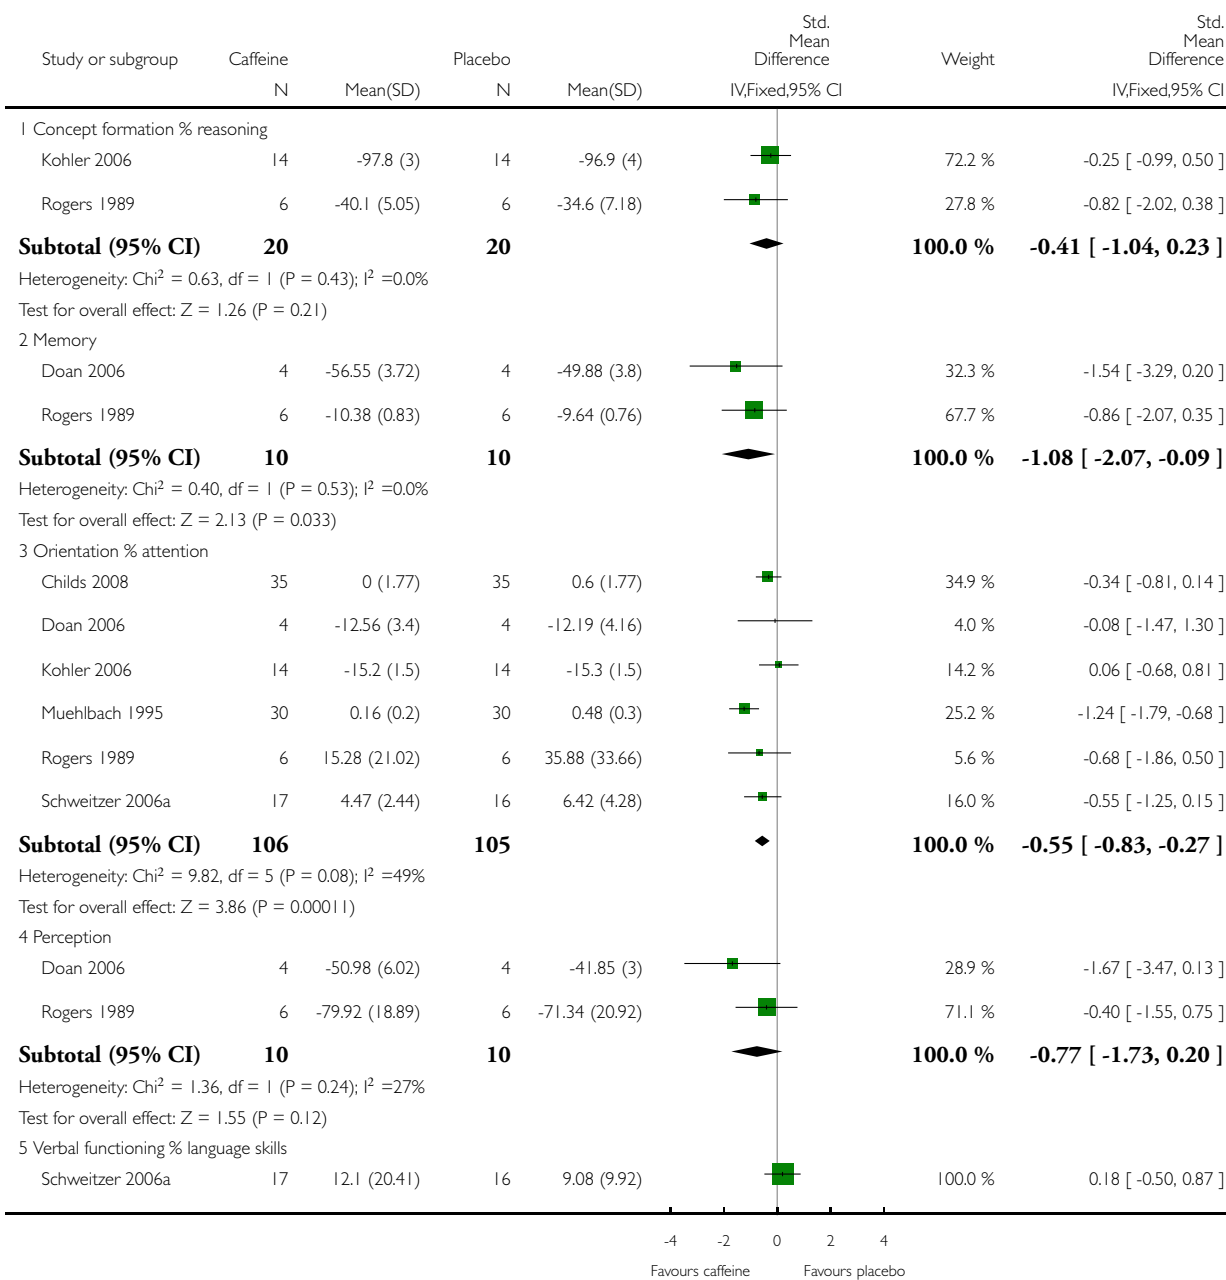 Std. Mean Difference Std. Mean Difference
Study or subgroup Caffeine Placebo Weight
N Mean(SD) N Mean(SD) IV,Fixed,95% CI IV,Fixed,95% CI
1 Concept formation % reasoning
Kohler 2006 14 -97.8 (3) 14 -96.9 (4) 72.2 % -0.25 [ -0.99, 0.50 ]
Rogers 1989 6 -40.1 (5.05) 6 -34.6 (7.18) 27.8 % -0.82 [ -2.02, 0.38 ]
Subtotal (95% CI) 20 20 100.0 % -0.41 [ -1.04, 0.23 ]
Heterogeneity: Chi² = 0.63, df = 1 (P = 0.43); I² =0.0%
Test for overall effect: Z = 1.26 (P = 0.21)
2 Memory
Doan 2006 4 -56.55 (3.72) 4 -49.88 (3.8) 32.3 % -1.54 [ -3.29, 0.20 ]
Rogers 1989 6 -10.38 (0.83) 6 -9.64 (0.76) 67.7 % -0.86 [ -2.07, 0.35 ]
Subtotal (95% CI) 10 10 100.0 % -1.08 [ -2.07, -0.09 ]
Heterogeneity: Chi² = 0.40, df = 1 (P = 0.53); I² =0.0%
Test for overall effect: Z = 2.13 (P = 0.033)
3 Orientation % attention
Childs 2008 35 0 (1.77) 35 0.6 (1.77) 34.9 % -0.34 [ -0.81, 0.14 ]
Doan 2006 4 -12.56 (3.4) 4 -12.19 (4.16) 4.0 % -0.08 [ -1.47, 1.30 ]
Kohler 2006 14 -15.2 (1.5) 14 -15.3 (1.5) 14.2 % 0.06 [ -0.68, 0.81 ]
Muehlbach 1995 30 0.16 (0.2) 30 0.48 (0.3) 25.2 % -1.24 [ -1.79, -0.68 ]
Rogers 1989 6 15.28 (21.02) 6 35.88 (33.66) 5.6 % -0.68 [ -1.86, 0.50 ]
Schweitzer 2006a 17 4.47 (2.44) 16 6.42 (4.28) 16.0 % -0.55 [ -1.25, 0.15 ]
Subtotal (95% CI) 106 105 100.0 % -0.55 [ -0.83, -0.27 ]
Heterogeneity: Chi² = 9.82, df = 5 (P = 0.08); I² =49%
Test for overall effect: Z = 3.86 (P = 0.00011)
4 Perception
Doan 2006 4 -50.98 (6.02) 4 -41.85 (3) 28.9 % -1.67 [ -3.47, 0.13 ]
Rogers 1989 6 -79.92 (18.89) 6 -71.34 (20.92) 71.1 % -0.40 [ -1.55, 0.75 ]
Subtotal (95% CI) 10 10 100.0 % -0.77 [ -1.73, 0.20 ]
Heterogeneity: Chi² = 1.36, df = 1 (P = 0.24); I² =27%
Test for overall effect: Z = 1.55 (P = 0.12)
5 Verbal functioning % language skills
Schweitzer 2006a 17 12.1 (20.41) 16 9.08 (9.92) 100.0 % 0.18 [ -0.50, 0.87 ]
-4 -2 0 2 4
Favours caffeine Favours placebo